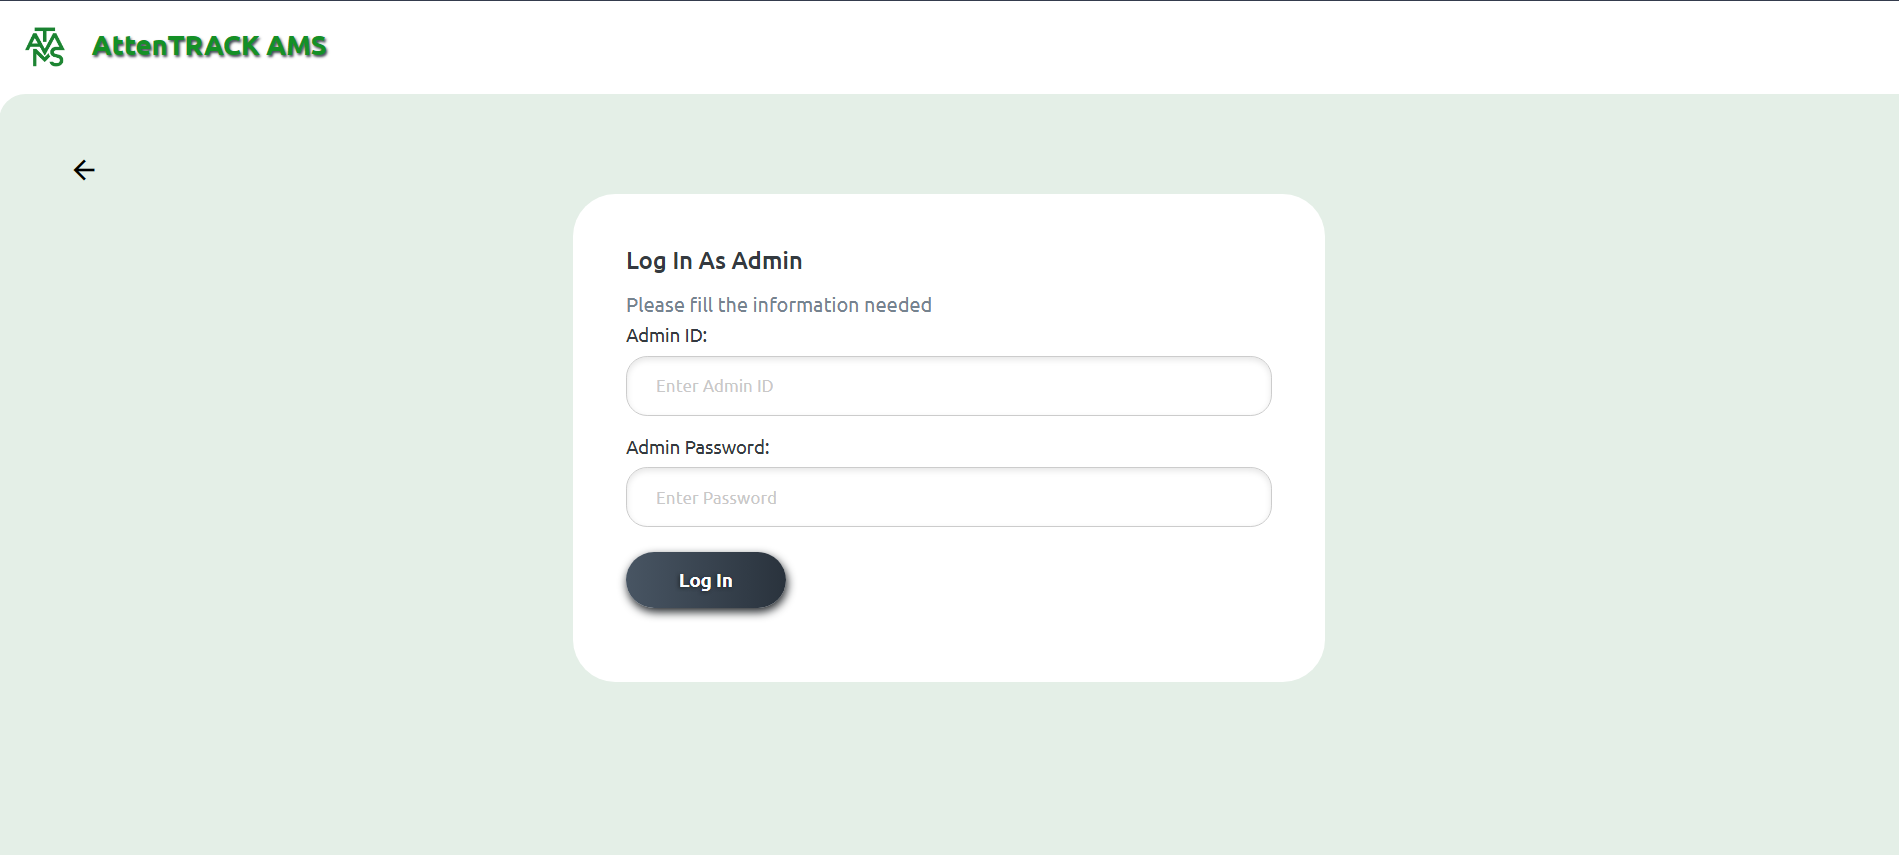 ATAMS
AttenTRACK AMS
Log In As Admin
Please fill the information needed
Admin ID:
Enter Admin ID
Admin Password:
Enter Password
Log In